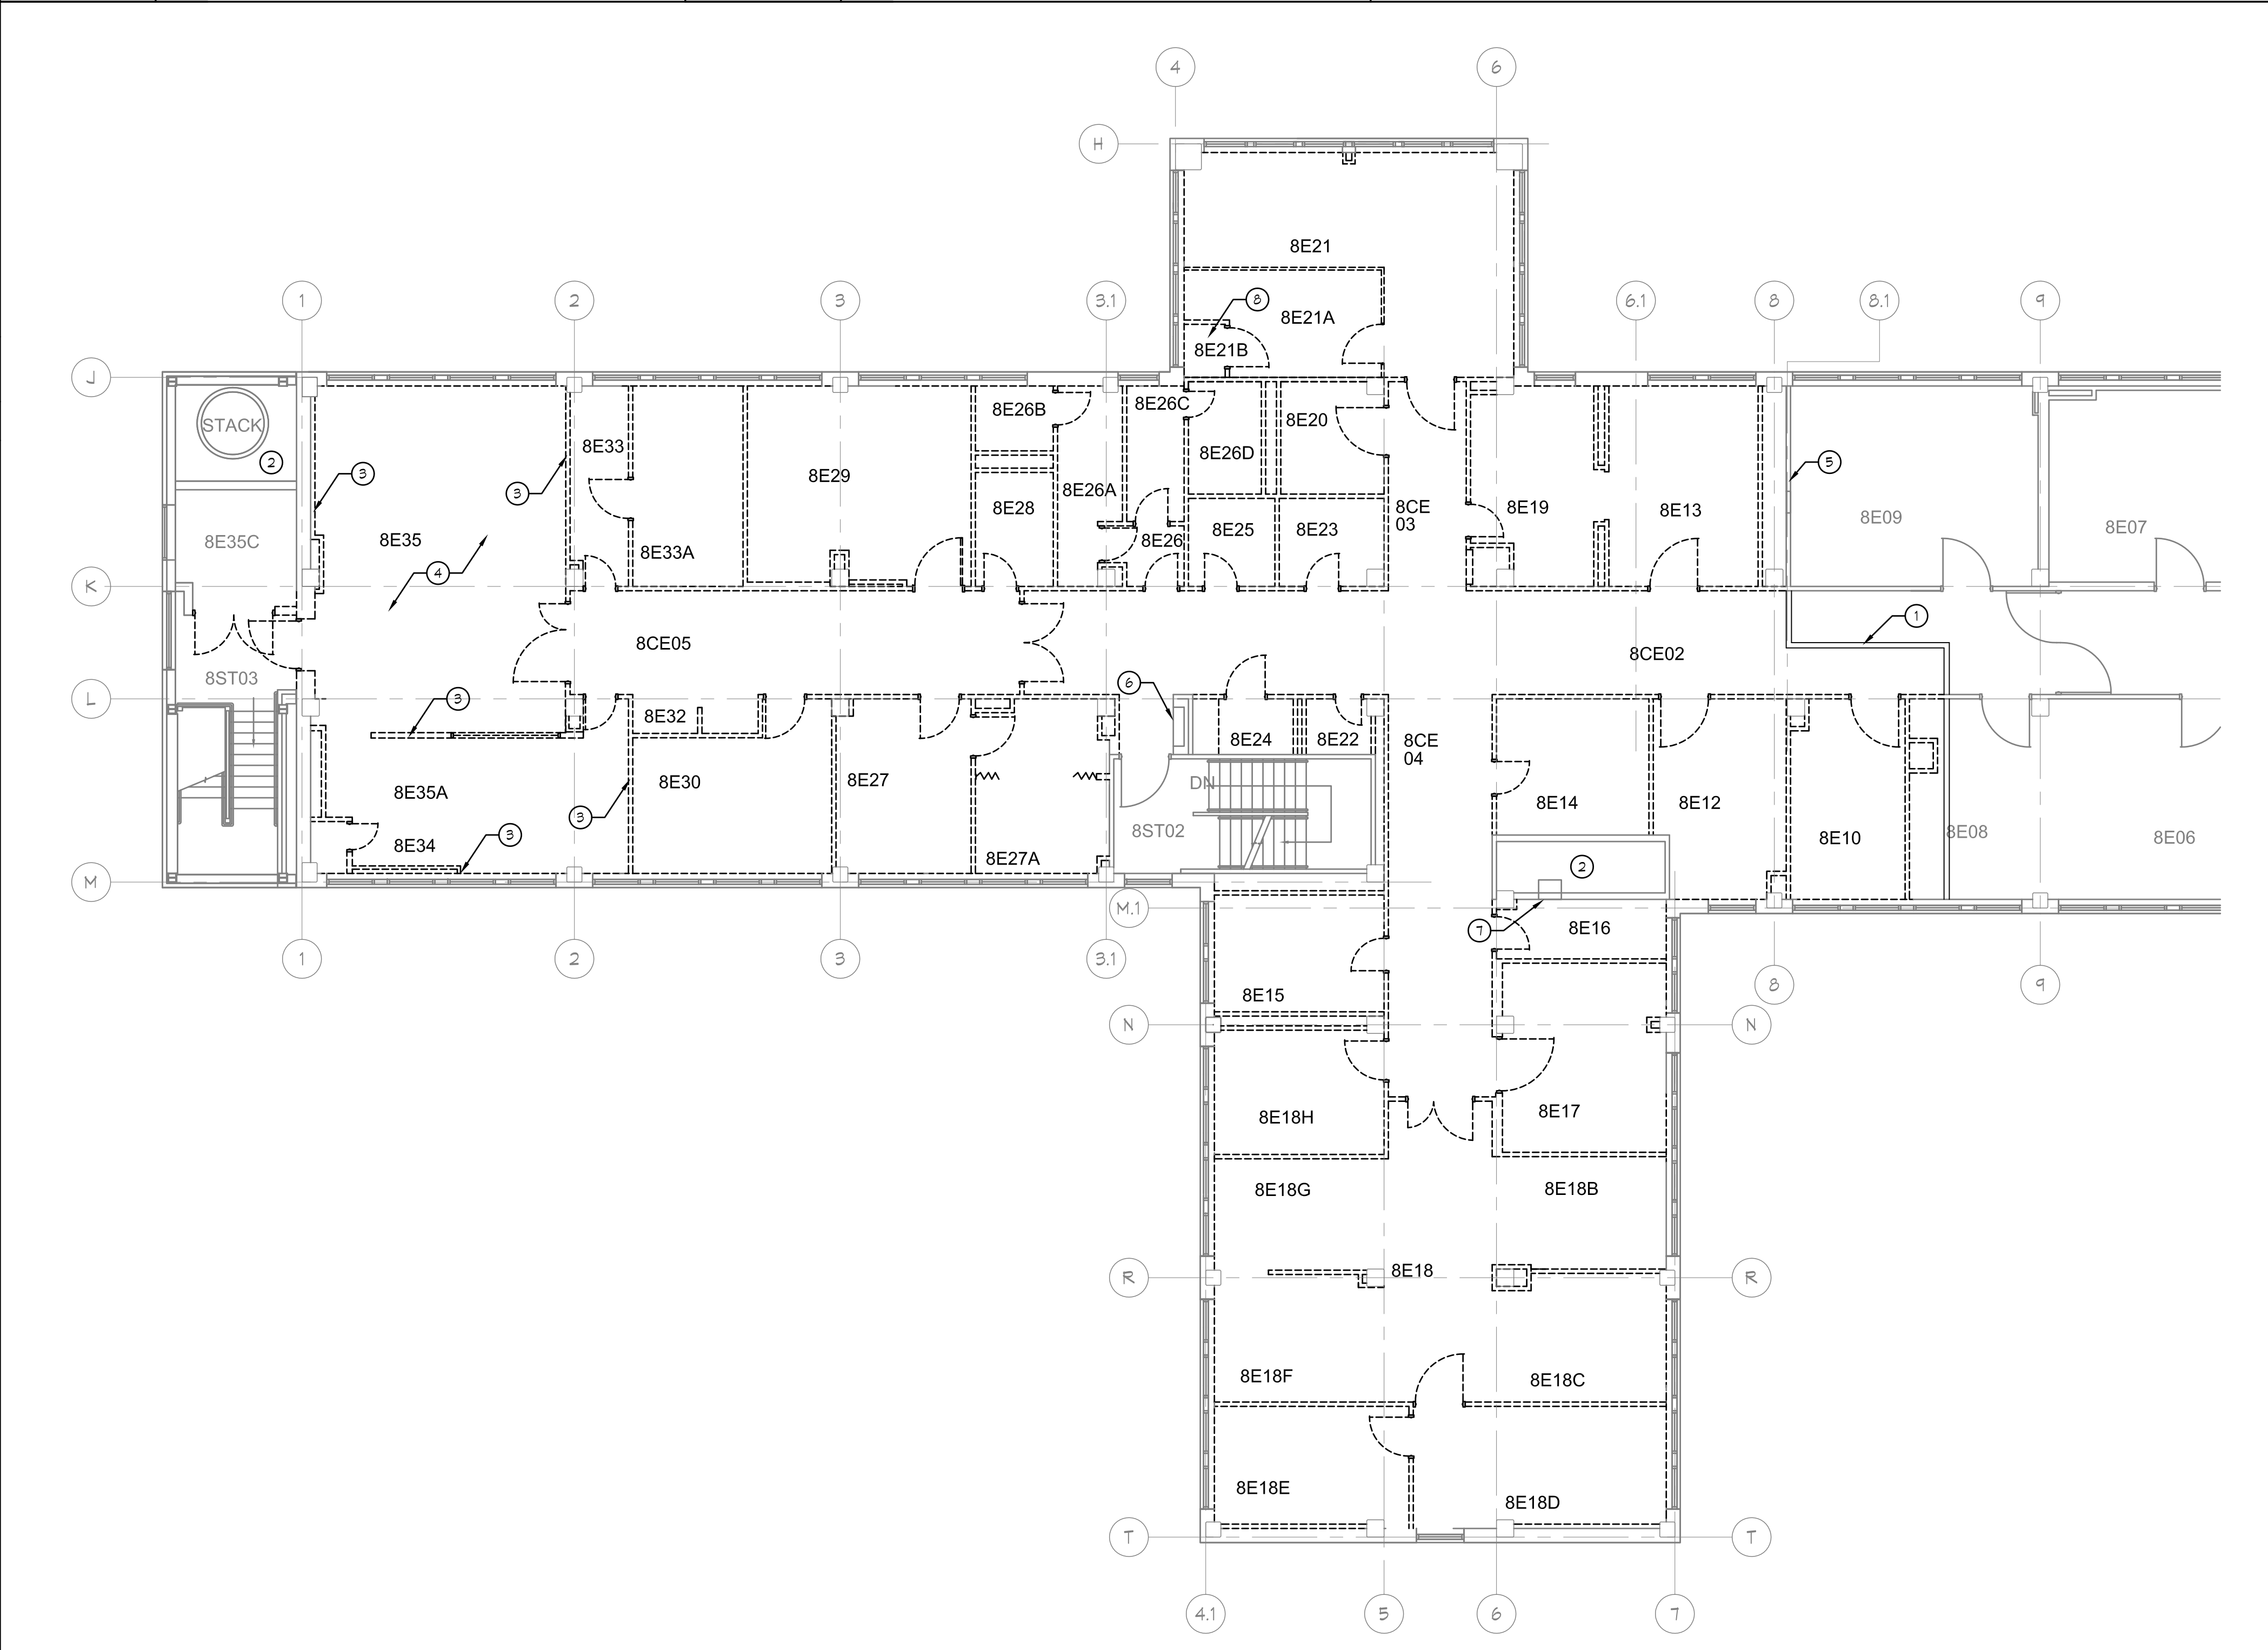 4
6
H
8E21
8
8E21A
8E21B
1
2
3
3.1
6.1
8
8.1
9
J
STACK
2
8E26B
8E26C
8E20
8E33
8E26D
3
3
8E29
8E26A
8E28
8CE
03
8E19
8E13
5
8E09
8E07
8E35C
8E35
8E33A
8E26
8E25
8E23
4
K
1
8CE05
8CE02
8ST03
L
3
6
8E32
8E24
8E22
8CE
04
8E35A
8E30
8E27
DN
8E14
8E12
3
3
8E34
8E27A
8ST02
8E10
8E08
8E06
2
M
M.1
7
8E16
1
2
3
3.1
8
9
8E15
N
N
8E18H
8E17
8E18G
8E18B
R
8E18
R
8E18F
8E18C
8E18E
8E18D
T
T
4.1
5
6
7